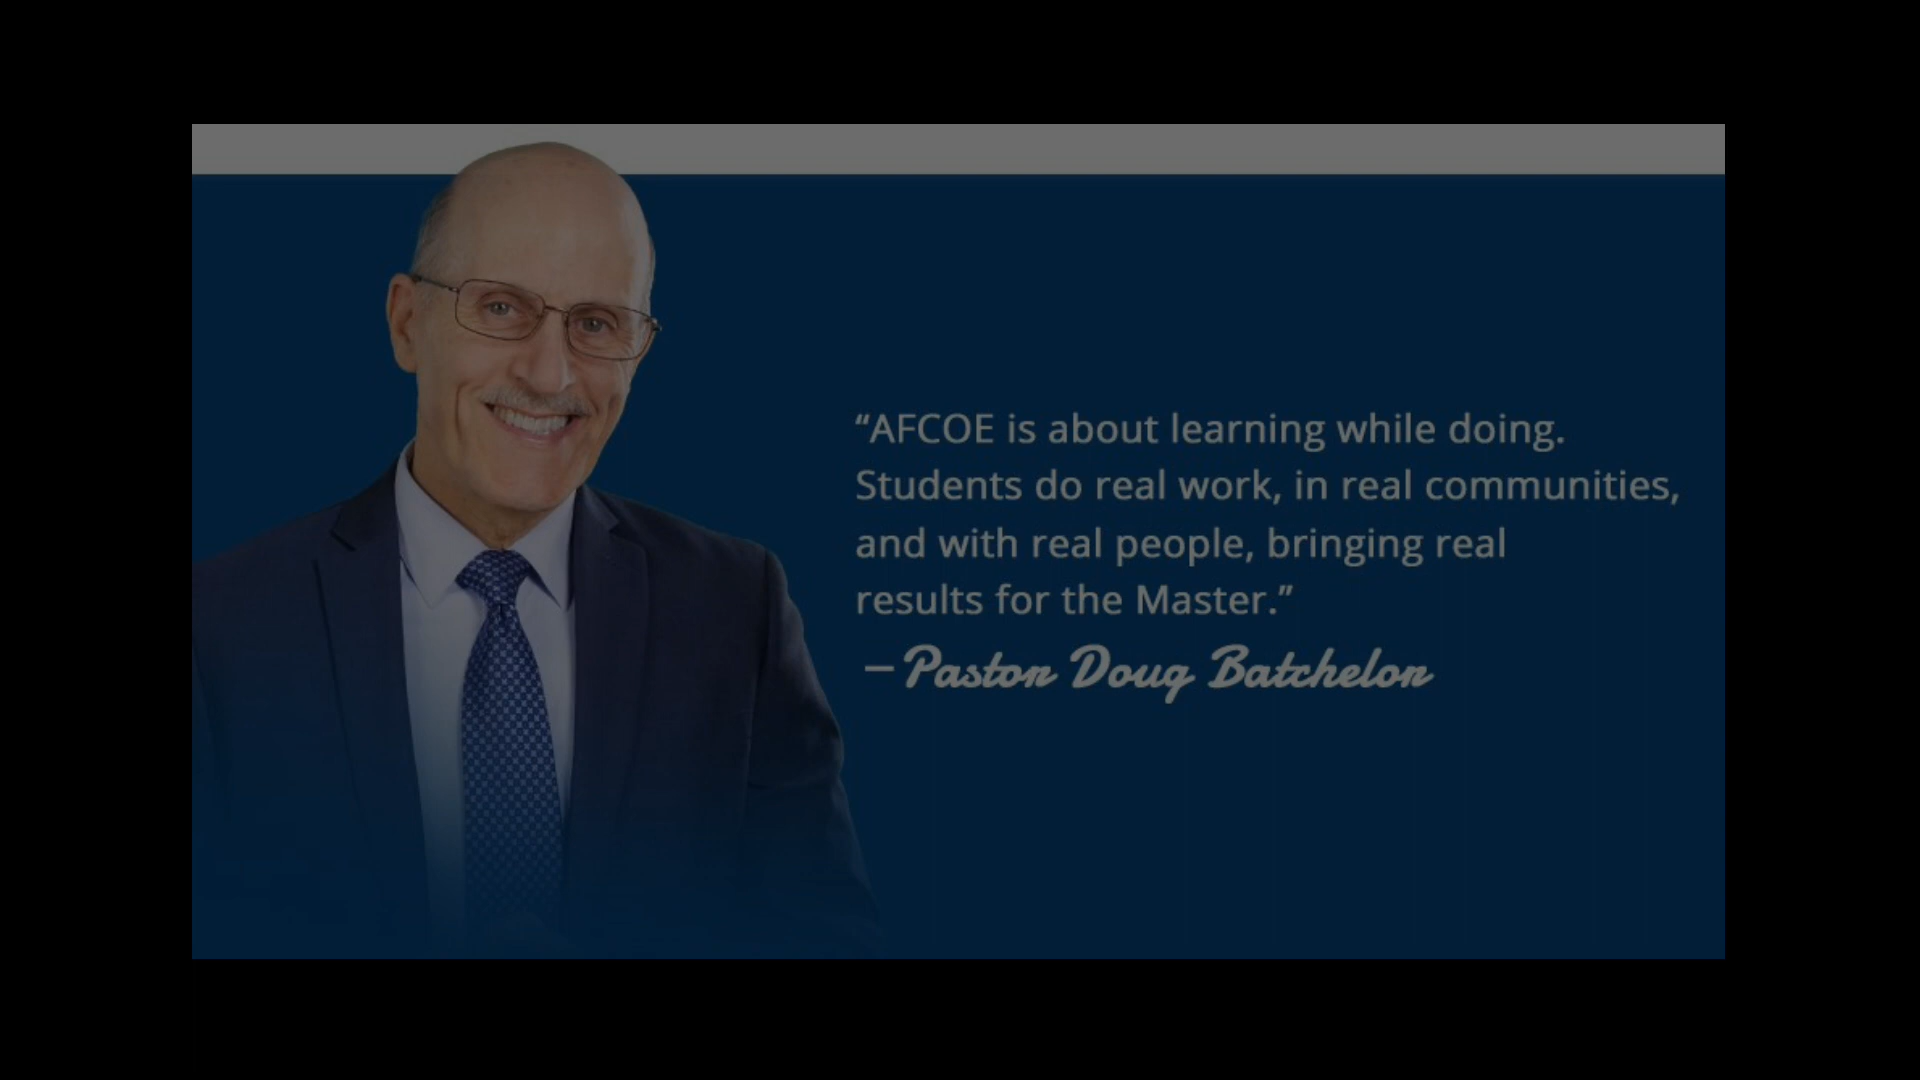 “AFCOE is about learning while doing.
Students do real work, in real communities,
and with real people, bringing real
results for the Master.”
– Pastor Doug Batchelor